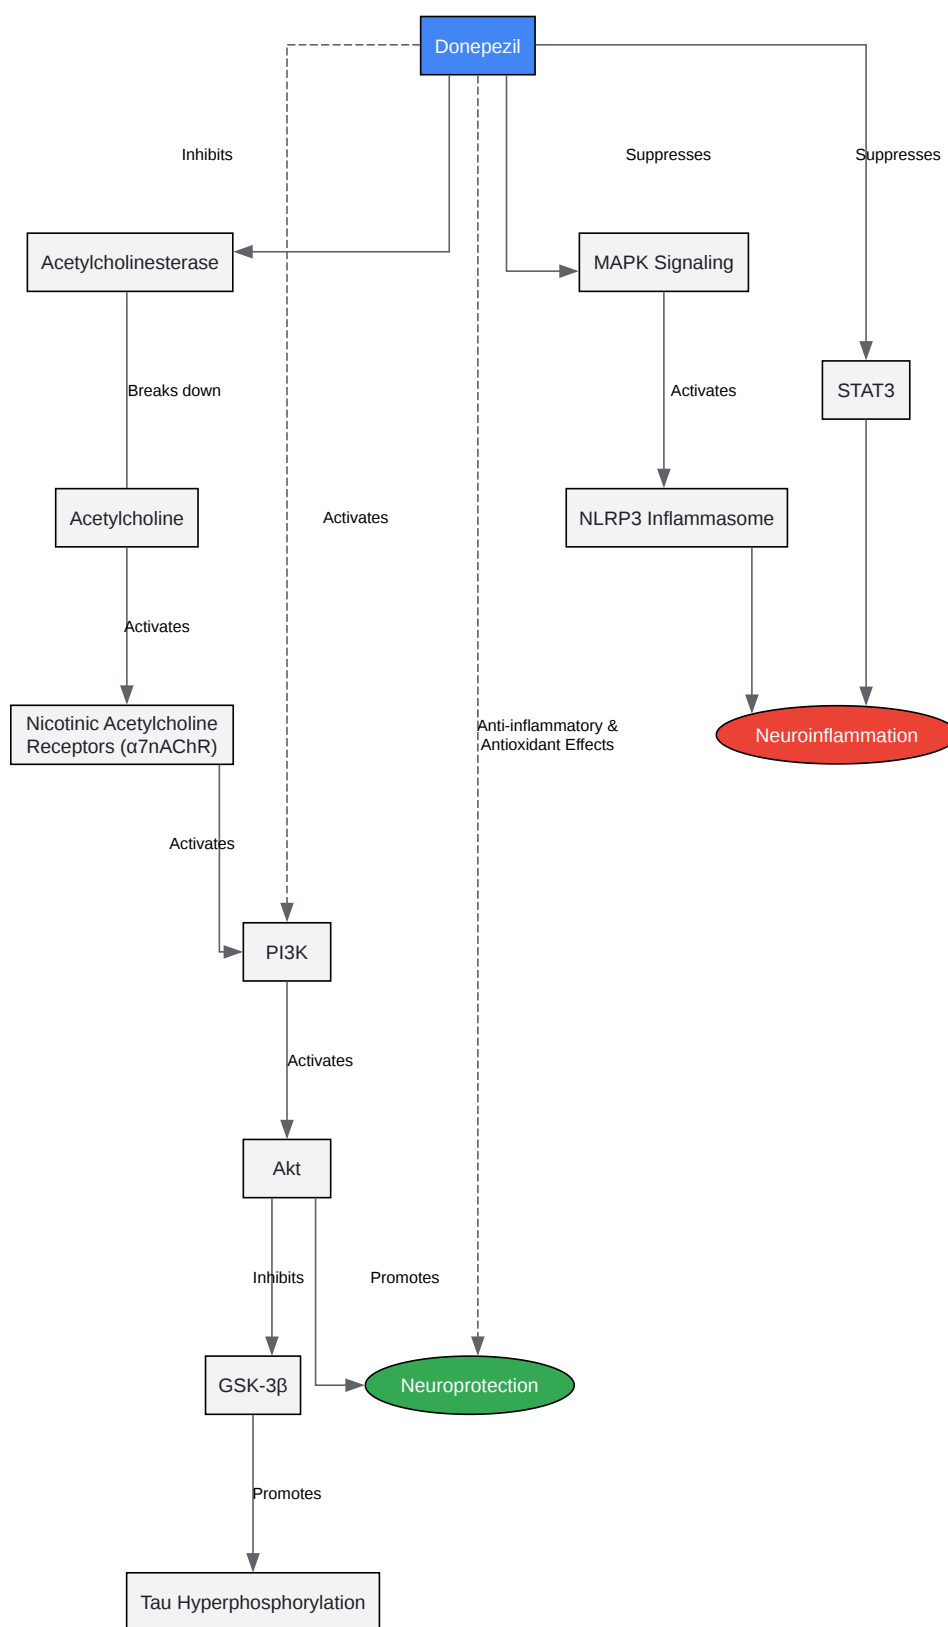 Donepezil
Inhibits
Suppresses
Suppresses
Acetylcholinesterase
MAPK Signaling
Breaks down
Activates
STAT3
Acetylcholine
Activates
NLRP3 Inflammasome
Activates
Nicotinic Acetylcholine
Receptors (α7nAChR)
Anti-inflammatory &
Antioxidant Effects
Neuroinflammation
Activates
PI3K
Activates
Akt
Inhibits
Promotes
GSK-3β
Neuroprotection
Promotes
Tau Hyperphosphorylation